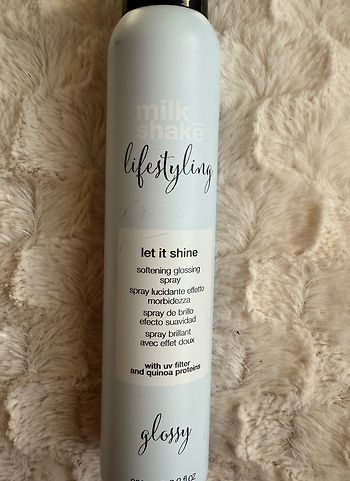 milk
shake
lifestyling
let it shine
softening glossing
spray
spray lucidante effetto
morbidezza
spray de brillo
efecto suavidad
spray brillant
avec effet doux
with uv filter
and quinoa proteins
glossy